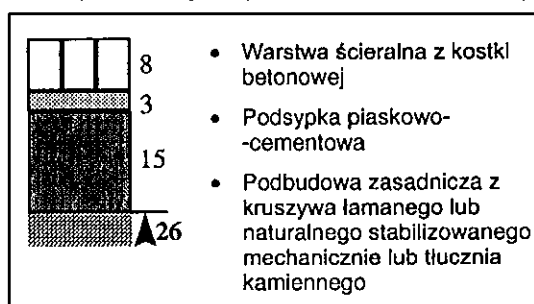 8
3
15
26
• Warstwa ścieralna z kostki
betonowej
• Podsypka piaskowo-
-cementowa
• Podbudowa zasadnicza z
kruszywa łamanego lub
naturalnego stabilizowanego
mechanicznie lub tłucznia
kamiennego